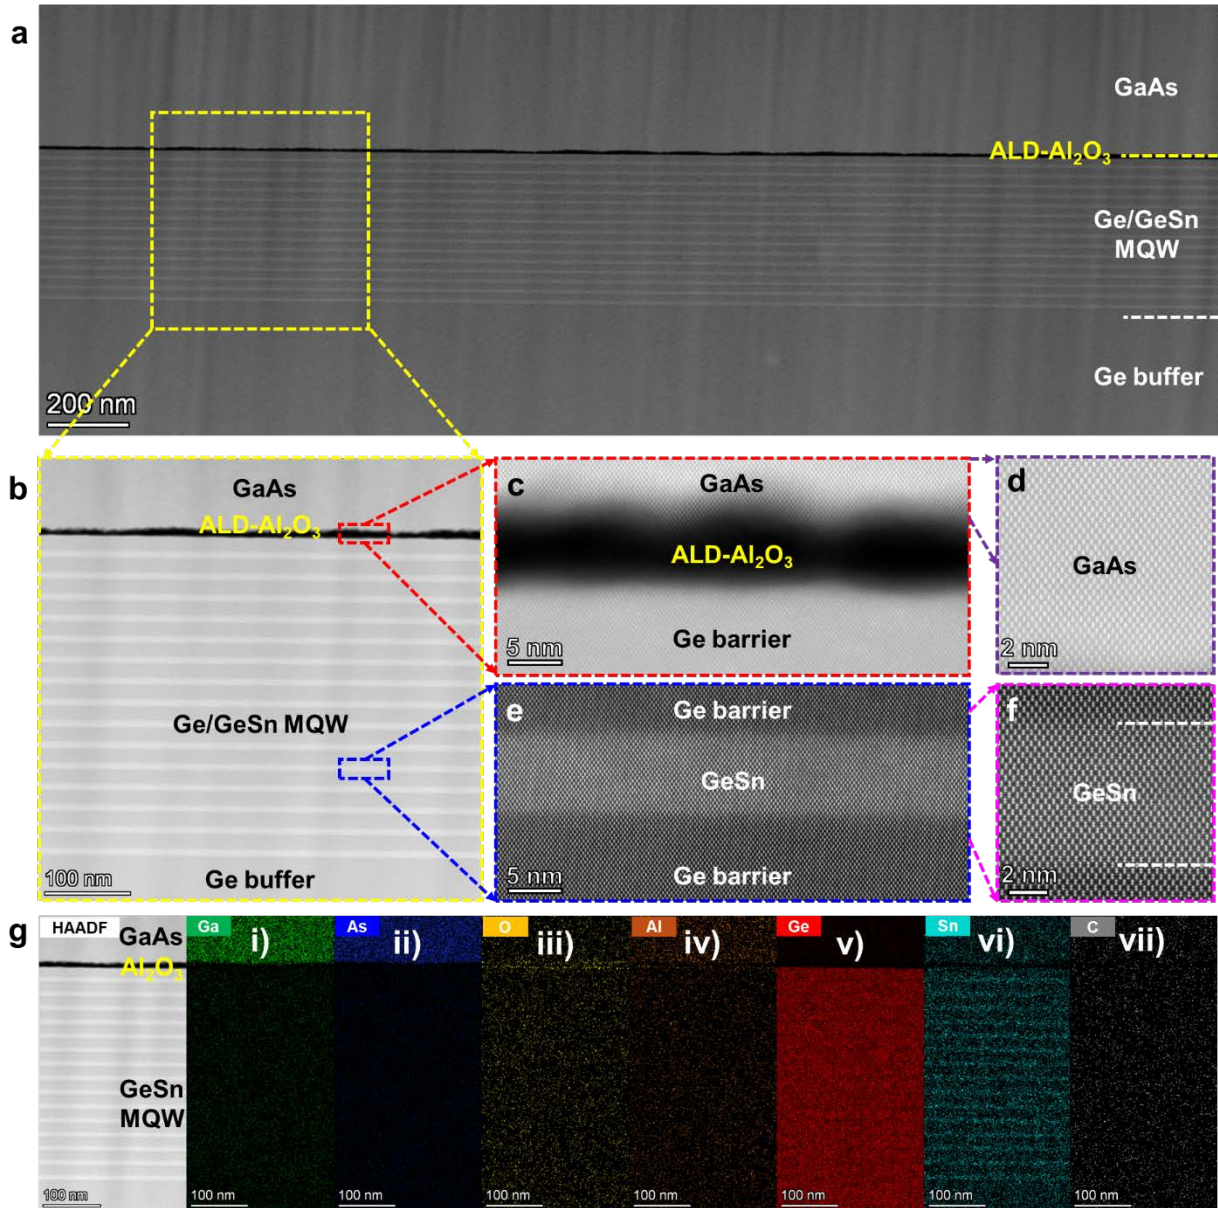 a
GaAs
ALD-Al₂O₃
Ge/GeSn
MQW
Ge buffer
200 nm
b
GaAs
ALD-Al₂O₃
Ge/GeSn MQW
Ge buffer
100 nm
c
GaAs
ALD-Al₂O₃
Ge barrier
5 nm
d
GaAs
2 nm
e
Ge barrier
GeSn
Ge barrier
5 nm
f
GeSn
2 nm
g
HAADF
GaAs
Al₂O₃
GeSn
MQW
100 nm
Ga
i)
100 nm
As
ii)
100 nm
O
iii)
100 nm
Al
iv)
100 nm
Ge
v)
100 nm
Sn
vi)
100 nm
C
vii)
100 nm